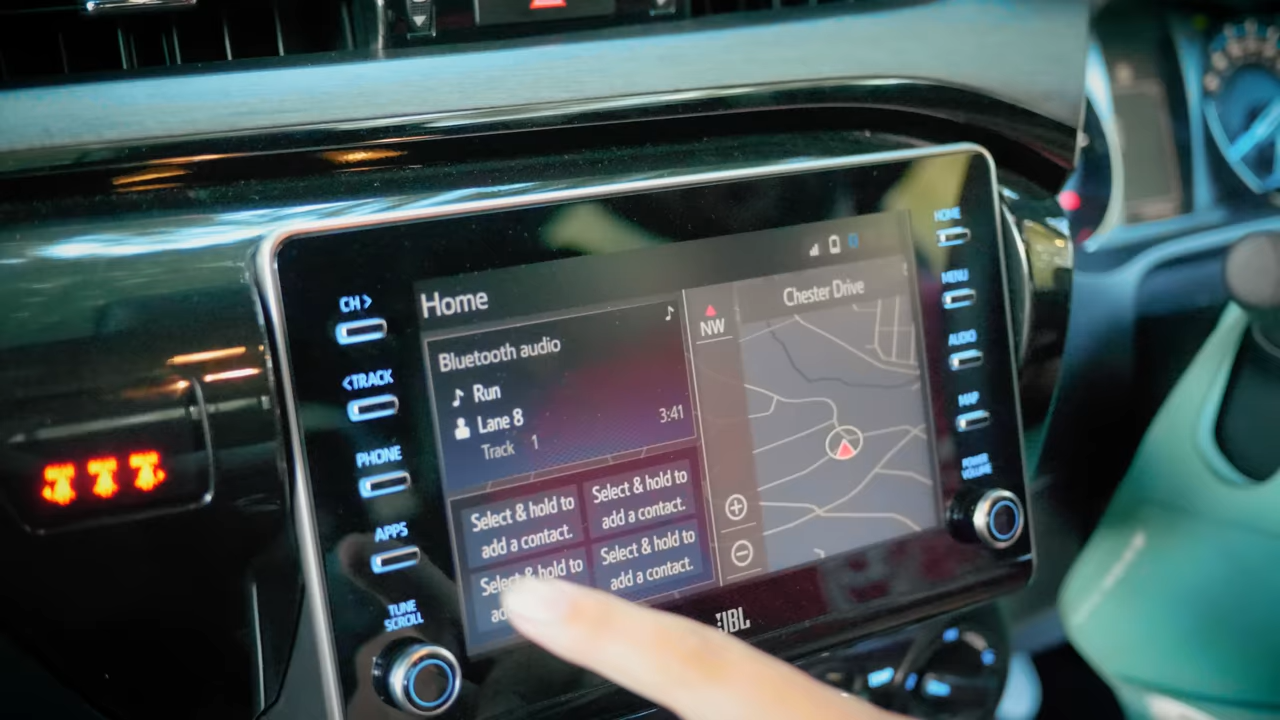 CH >
< TRACK
PHONE
APPS
TUNE
SCROLL
Home
Bluetooth audio
Run
Lane 8
Track 1
3:41
Select & hold to
add a contact.
Select & hold to
add a contact.
Select & hold to
Select & hold to
add a contact.
NW
Chester Drive
HOME
MENU
AUDIO
MAP
POWER
VOLUME
JBL
TEMP